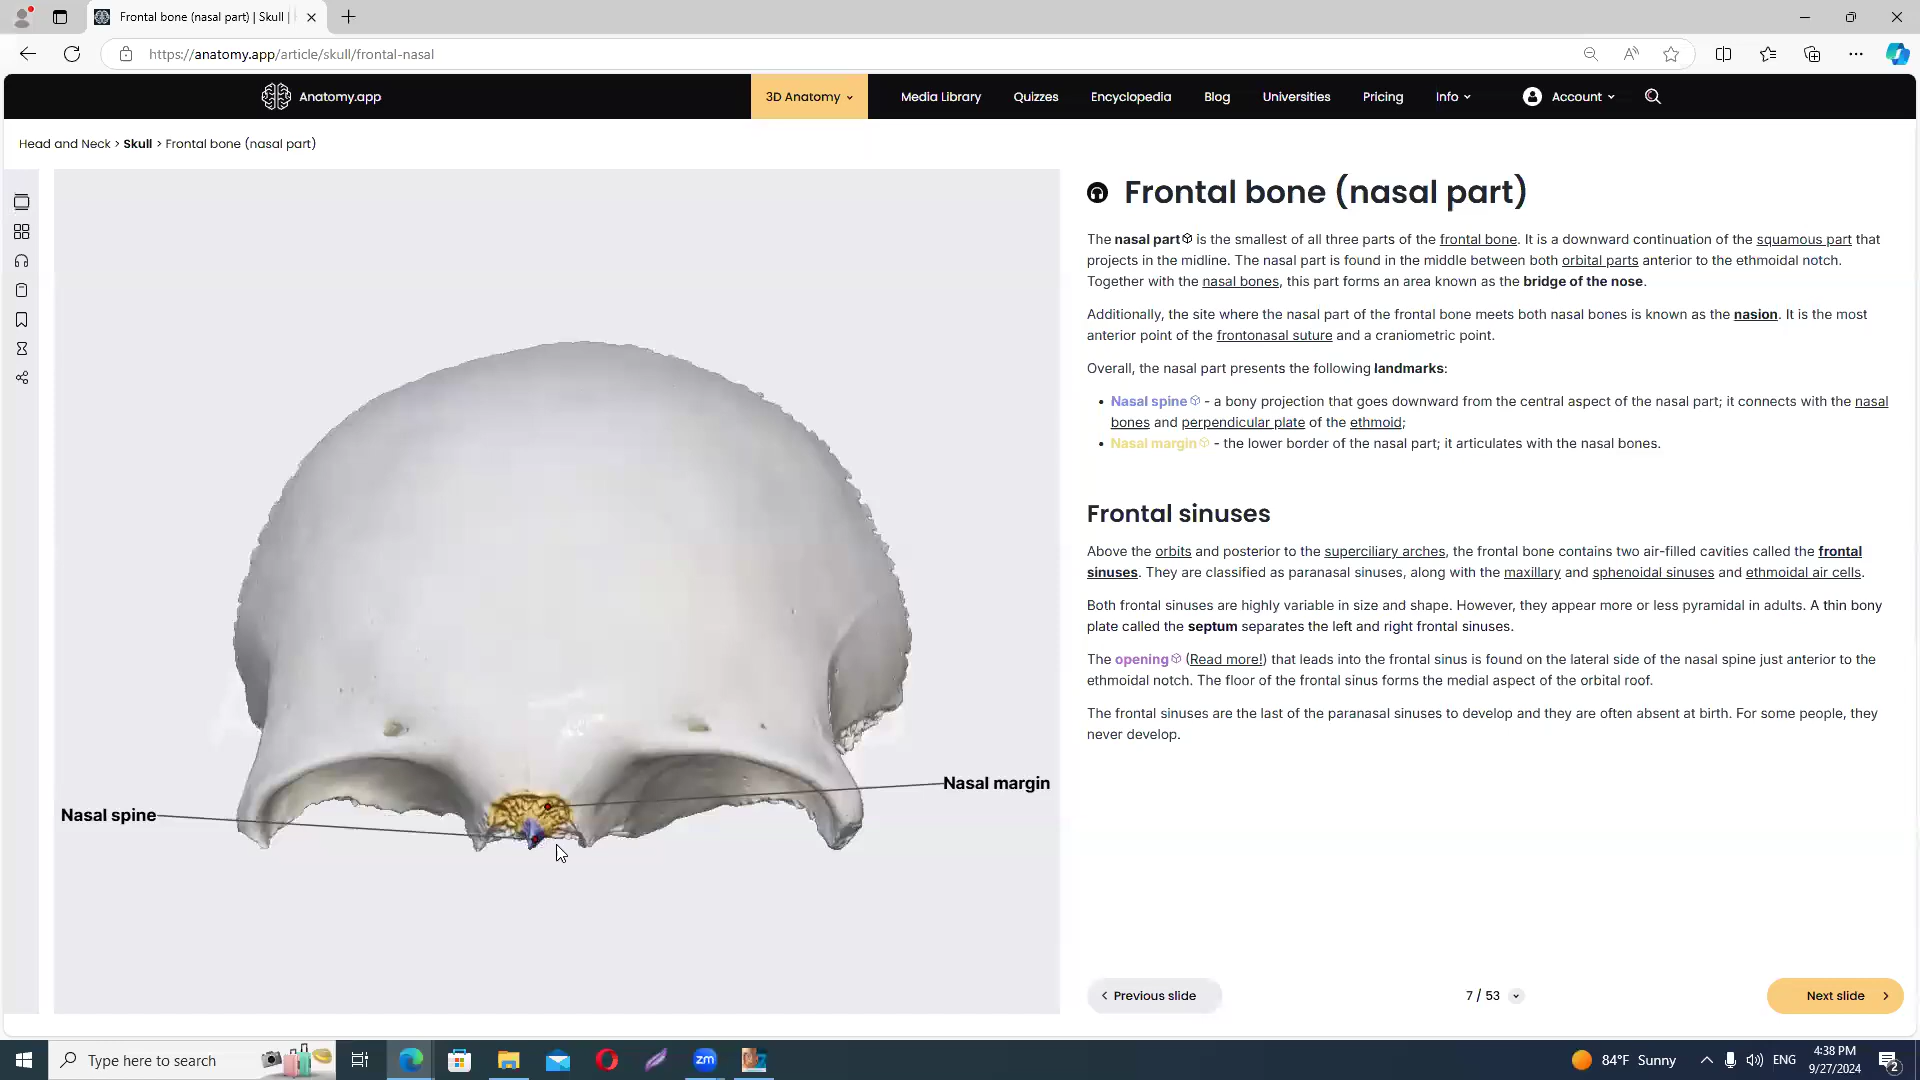 Frontal bone (nasal part) | Skull |
https://anatomy.app/article/skull/frontal-nasal
Anatomy.app
3D Anatomy
Media Library
Quizzes
Encyclopedia
Blog
Universities
Pricing
Info
Account
Head and Neck > Skull > Frontal bone (nasal part)
Frontal bone (nasal part)
The nasal part is the smallest of all three parts of the frontal bone. It is a downward continuation of the squamous part that
projects in the midline. The nasal part is found in the middle between both orbital parts anterior to the ethmoidal notch.
Together with the nasal bones, this part forms an area known as the bridge of the nose.
Additionally, the site where the nasal part of the frontal bone meets both nasal bones is known as the nasion. It is the most
anterior point of the frontonasal suture and a craniometric point.
Overall, the nasal part presents the following landmarks:
• Nasal spine - a bony projection that goes downward from the central aspect of the nasal part; it connects with the nasal
bones and perpendicular plate of the ethmoid;
• Nasal margin - the lower border of the nasal part; it articulates with the nasal bones.
Frontal sinuses
Above the orbits and posterior to the superciliary arches, the frontal bone contains two air-filled cavities called the frontal
sinuses. They are classified as paranasal sinuses, along with the maxillary and sphenoidal sinuses and ethmoidal air cells.
Both frontal sinuses are highly variable in size and shape. However, they appear more or less pyramidal in adults. A thin bony
plate called the septum separates the left and right frontal sinuses.
The opening (Read more!) that leads into the frontal sinus is found on the lateral side of the nasal spine just anterior to the
ethmoidal notch. The floor of the frontal sinus forms the medial aspect of the orbital roof.
The frontal sinuses are the last of the paranasal sinuses to develop and they are often absent at birth. For some people, they
never develop.
Nasal margin
Nasal spine
< Previous slide
7 / 53
Next slide >
Type here to search
zm
84°F Sunny
ENG
4:38 PM
9/27/2024
2